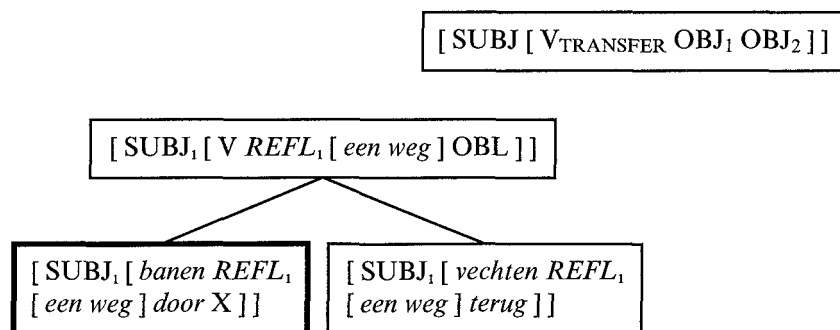 [ SUBJ [ V_TRANSFER OBJ₁ OBJ₂ ] ]
[ SUBJ₁ [ V REFL₁ [ een weg ] OBL ] ]
[ SUBJ₁ [ banen REFL₁
[ een weg ] door X ] ]
[ SUBJ₁ [ vechten REFL₁
[ een weg ] terug ] ]